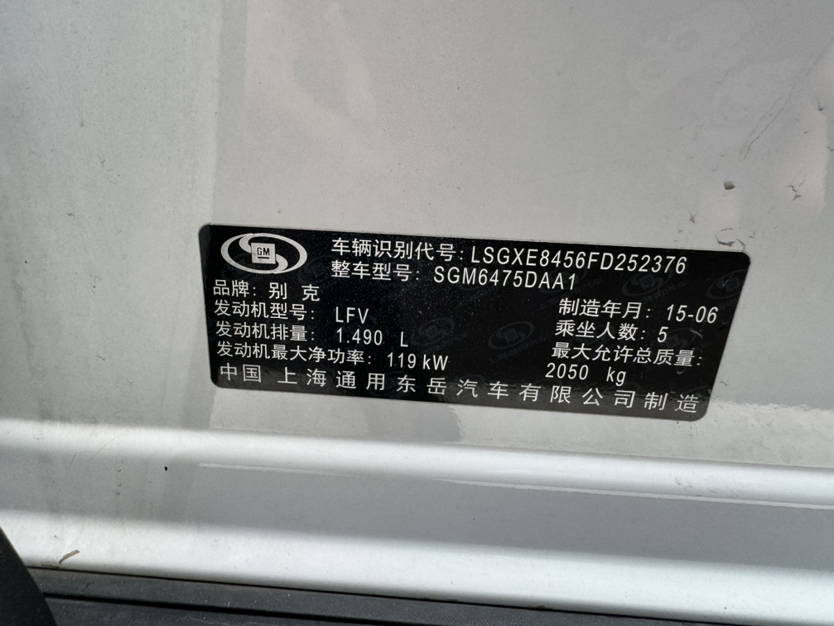 GM
车辆识别代号: LSGXE8456FD252376
整车型号: SGM6475DAA1
品牌: 别 克
制造年月: 15-06
发动机型号: LFV
乘坐人数: 5
发动机排量: 1.490 L
最大允许总质量:
发动机最大净功率: 119 kW
2050 kg
中国 上海通用东岳汽车有限公司制造